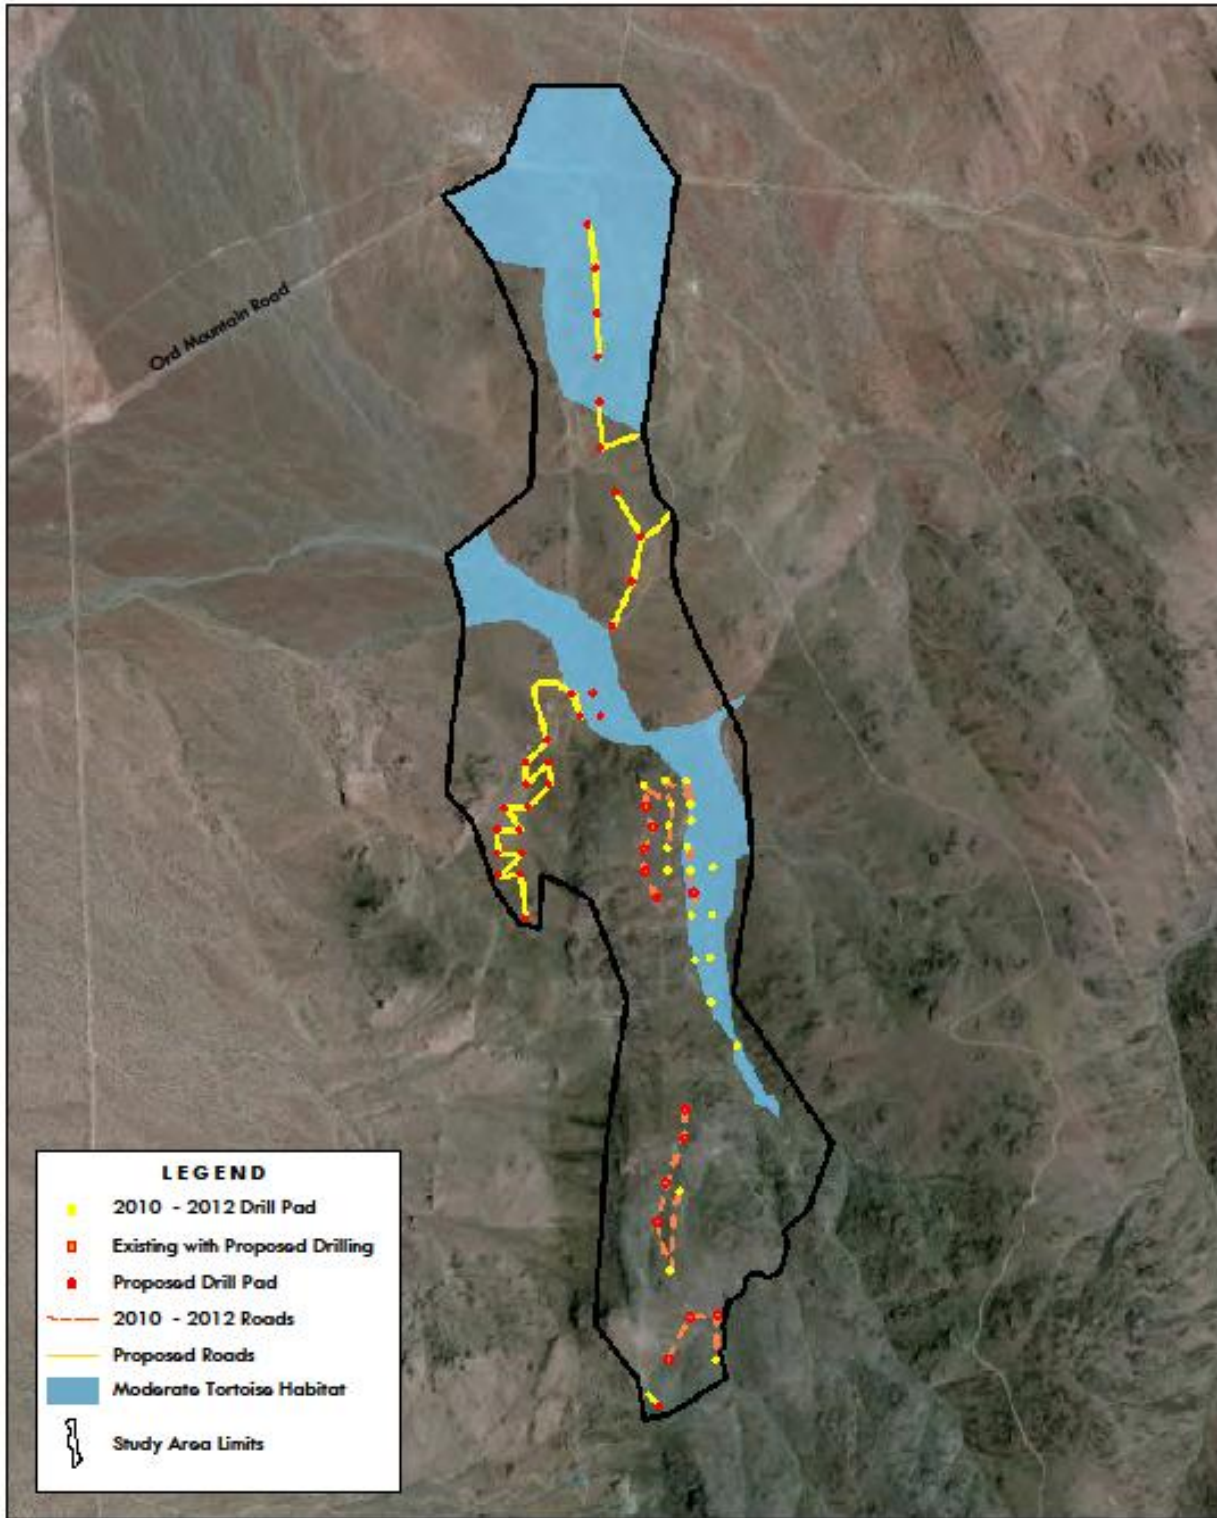 Ord Mountain Road
LEGEND
2010 - 2012 Drill Pad
Existing with Proposed Drilling
Proposed Drill Pad
2010 - 2012 Roads
Proposed Roads
Moderate Tortoise Habitat
Study Area Limits